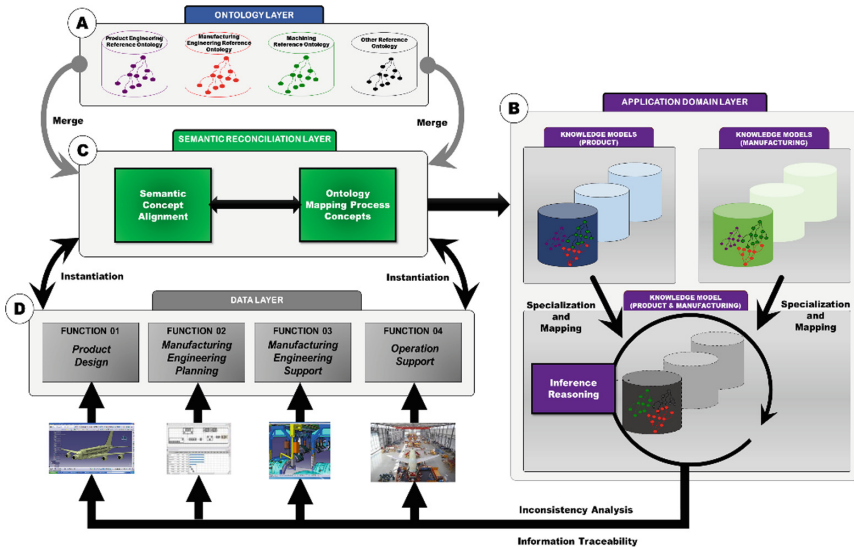 A
ONTOLOGY LAYER
Product Engineering
Reference Ontology
Manufacturing
Engineering Reference
Ontology
Machining
Reference Ontology
Other Reference
Ontology
Merge
Merge
C
SEMANTIC RECONCILIATION LAYER
Semantic
Concept
Alignment
Ontology
Mapping Process
Concepts
Instantiation
Instantiation
D
DATA LAYER
FUNCTION 01
Product
Design
FUNCTION 02
Manufacturing
Engineering
Planning
FUNCTION 03
Manufacturing
Engineering
Support
FUNCTION 04
Operation
Support
B
APPLICATION DOMAIN LAYER
KNOWLEDGE MODELS
(PRODUCT)
KNOWLEDGE MODELS
(MANUFACTURING)
Specialization
and
Mapping
KNOWLEDGE MODEL
(PRODUCT & MANUFACTURING)
Specialization
and
Mapping
Inference
Reasoning
Inconsistency Analysis
Information Traceability